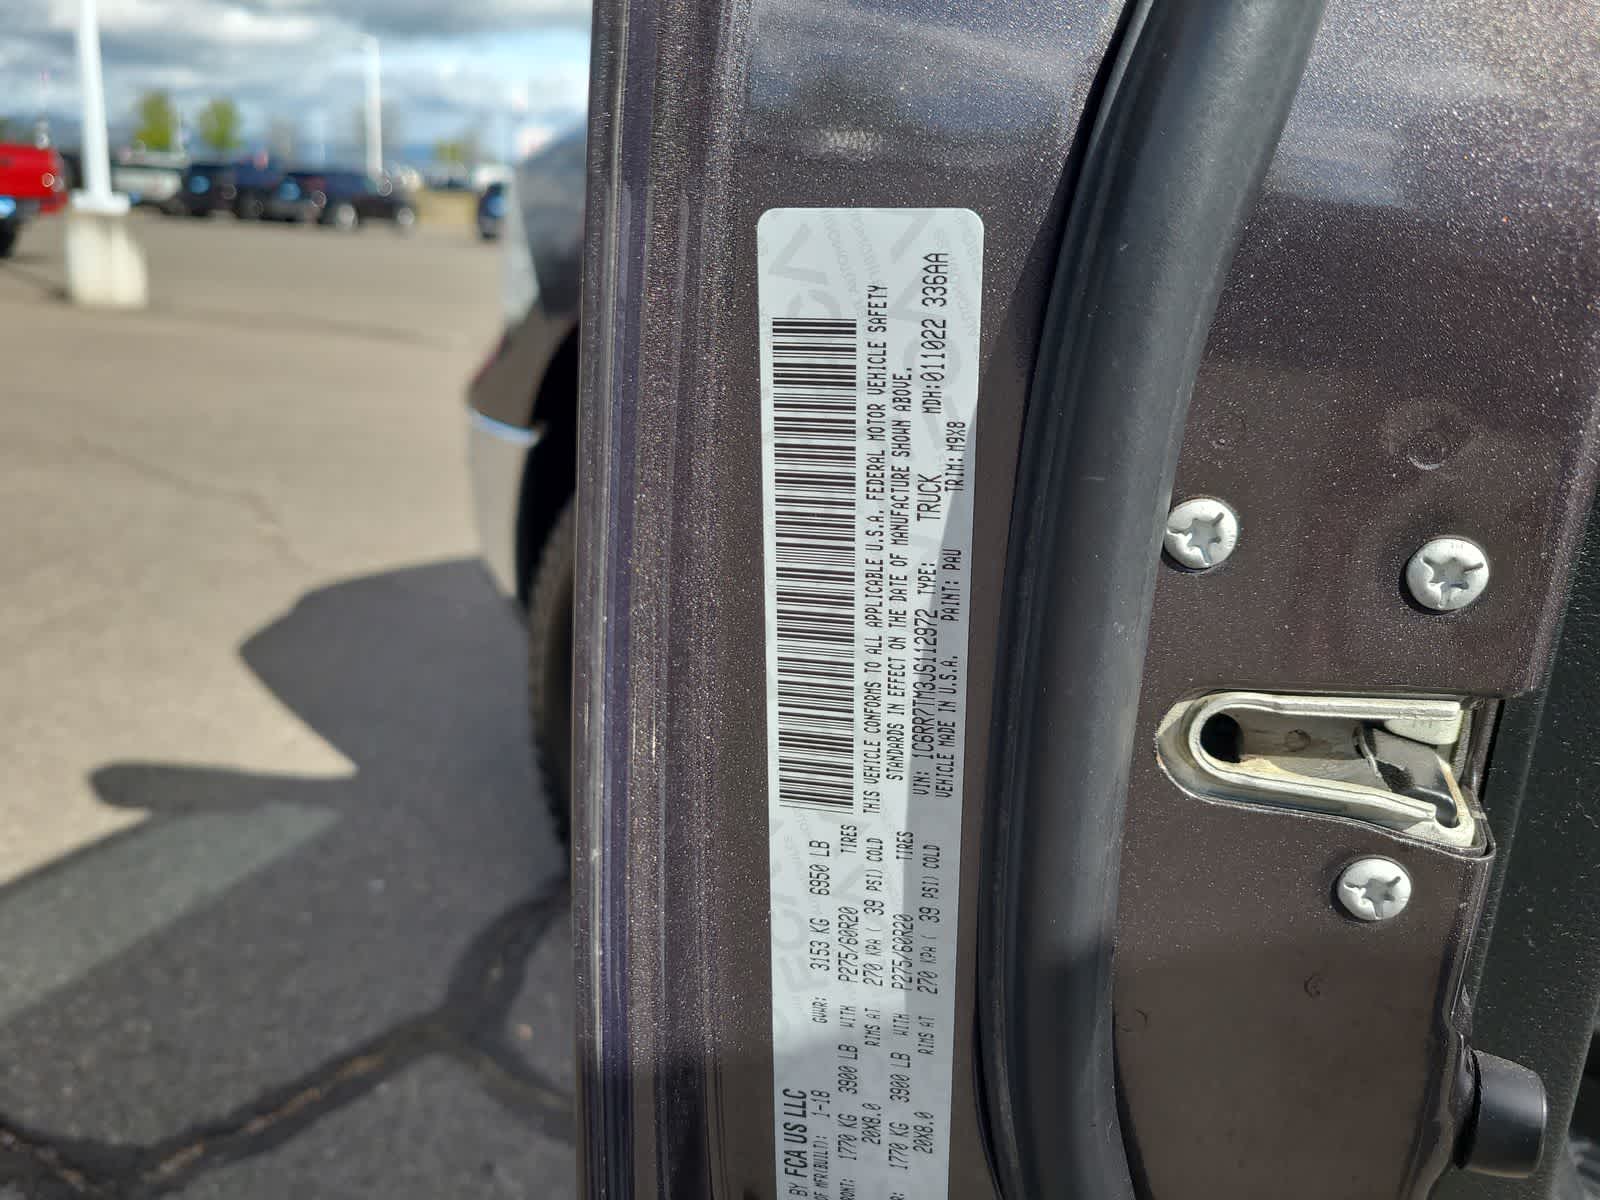 BY FCA US LLC
OF MFR(BUILT): 1-18 GVWR: 3153 KG 6950 LB
RONT: 1770 KG 3900 LB WITH P275/60R20 TIRES
20X8.0 RIMS AT 270 KPA ( 39 PSI) COLD
R: 1770 KG 3900 LB WITH P275/60R20 TIRES
20X8.0 RIMS AT 270 KPA ( 39 PSI) COLD
THIS VEHICLE CONFORMS TO ALL APPLICABLE U.S.A. FEDERAL MOTOR VEHICLE SAFETY
STANDARDS IN EFFECT ON THE DATE OF MANUFACTURE SHOWN ABOVE.
VIN: 1C6RR7TM3JS112972 TYPE: TRUCK MDH:011022 336AA
VEHICLE MADE IN U.S.A. PAINT: PAU TRIM: M9X8